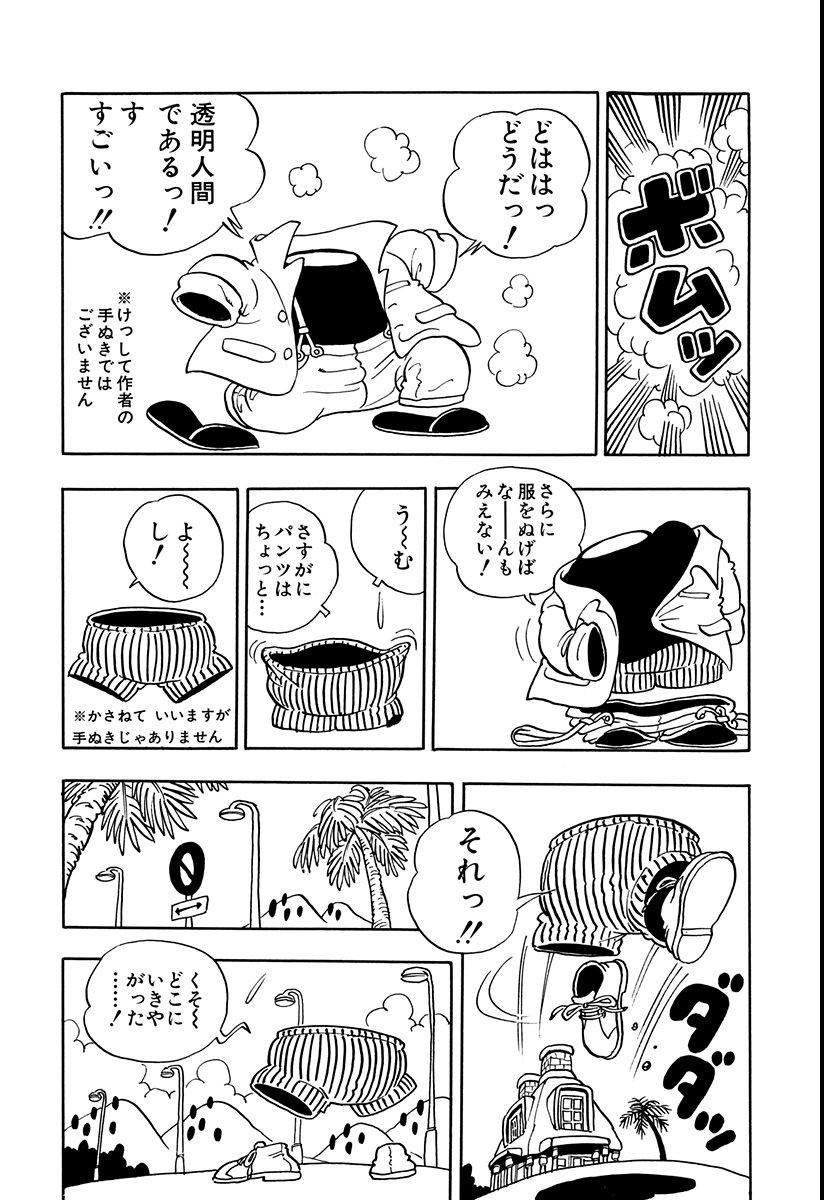 ボムッ
どははっ
どうだっ！
透明人間
であるっ！
す
すごいっ！！
※けっして作者の
手ぬきでは
ございません
さらに
服をぬげば
な——んも
みえない！
う〜む
さすがに
パンツは
ちょっと…
よ〜〜
し！
※かさねて いいますが
手ぬきじゃありません
それっ！！
ダダダッ
くそ〜
どこに
いきや
がった
……！